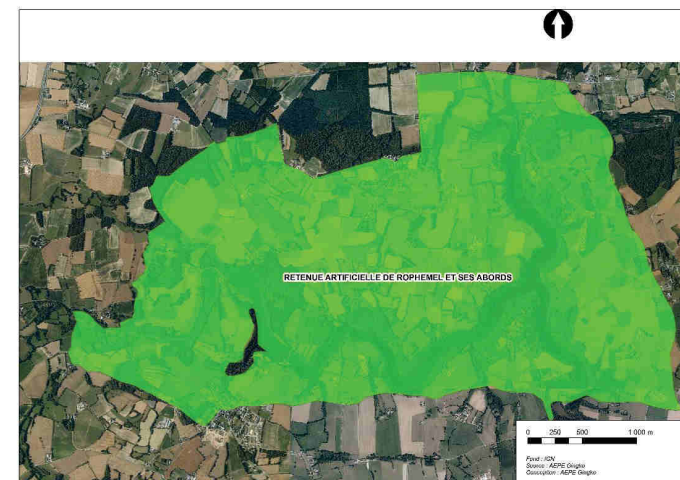 RETENUE ARTIFICIELLE DE ROPHEMEL ET SES ABORDS
0 250 500 1 000 m
Fond : IGN
Source : AEPE Gingko
Conception : AEPE Gingko